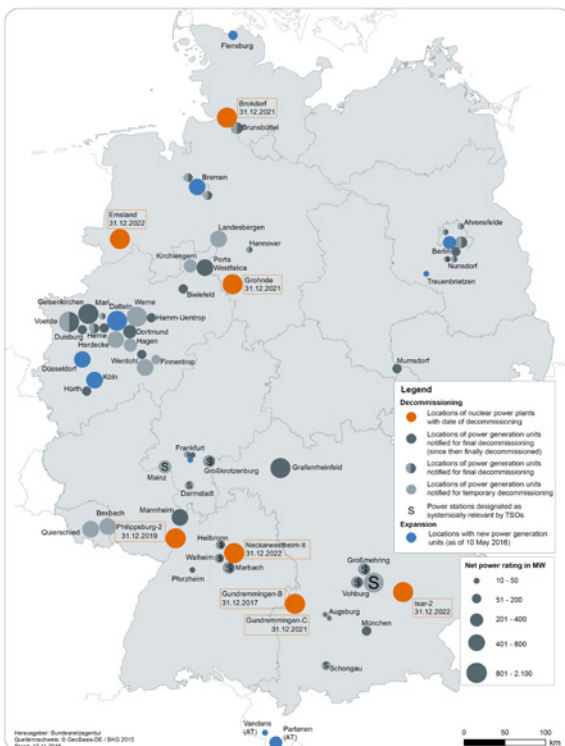 Flensburg
Brokdorf
31.12.2021
Brunsbüttel
Bremen
Emsland
31.12.2022
Landesbergen
Hannover
Ahrensfelde
Berlin
Nunsdorf
Treuenbrietzen
Kirchlengern
Porta
Westfalica
Grohnde
31.12.2021
Bielefeld
Gelsenkirchen
Marl
Datteln
Werne
Hamm-Uentrop
Voerde
Duisburg
Herne
Dortmund
Herdecke
Hagen
Werdohl
Finnentrop
Düsseldorf
Köln
Hürth
Mumsdorf
Frankfurt
S
Mainz
S
Großkrotzenburg
S
Darmstadt
Grafenrheinfeld
Bexbach
Quierschied
Mannheim
Philippsburg-2
31.12.2019
Heilbronn
S
Neckarwestheim-II
31.12.2022
Walheim
S
S
Marbach
Pforzheim
Gundremmingen-B
31.12.2017
Gundremmingen-C
31.12.2021
Großmehring
S
S
S
Vohburg
Isar-2
31.12.2022
Augsburg
München
S
Schongau
Vandans
(AT)
Partenen
(AT)
Legend
Decommissioning
Locations of nuclear power plants
with date of decommissioning
Locations of power generation units
notified for final decommissioning
(since then finally decommissioned)
Locations of power generation units
notified for final decommissioning
Locations of power generation units
notified for temporary decommissioning
S
Power stations designated as
systemically relevant by TSOs
Expansion
Locations with new power generation
units (as of 10 May 2016)
Net power rating in MW
10 - 50
51 - 200
201 - 400
401 - 800
801 - 2.100
0 50 100
km
Herausgeber: Bundesnetzagentur
Quellennachweis: © GeoBasis-DE / BKG 2015